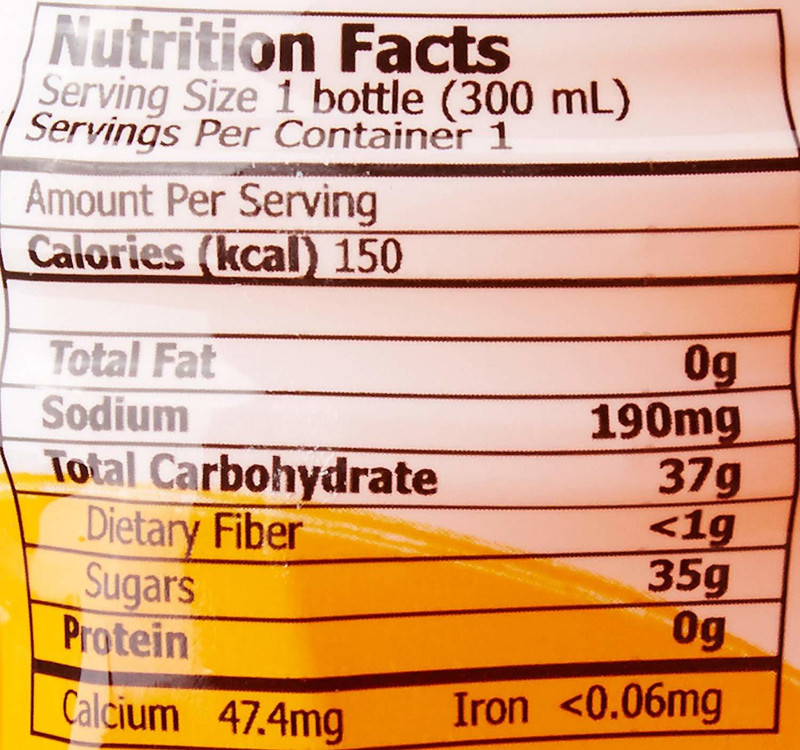 Nutrition Facts
Serving Size 1 bottle (300 mL)
Servings Per Container 1
Amount Per Serving
Calories (kcal) 150
Total Fat 0g
Sodium 190mg
Total Carbohydrate 37g
Dietary Fiber <1g
Sugars 35g
Protein 0g
Calcium 47.4mg Iron <0.06mg